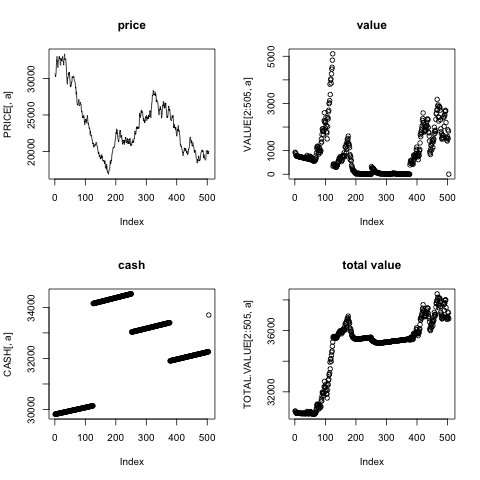 price
PRICE[, a]
20000 25000 30000
0 100 200 300 400 500
Index
value
VALUE[2:505, a]
0 1000 3000 5000
0 100 200 300 400 500
Index
cash
CASH[, a]
30000 32000 34000
0 100 200 300 400 500
Index
total value
TOTAL.VALUE[2:505, a]
32000 36000
0 100 200 300 400 500
Index